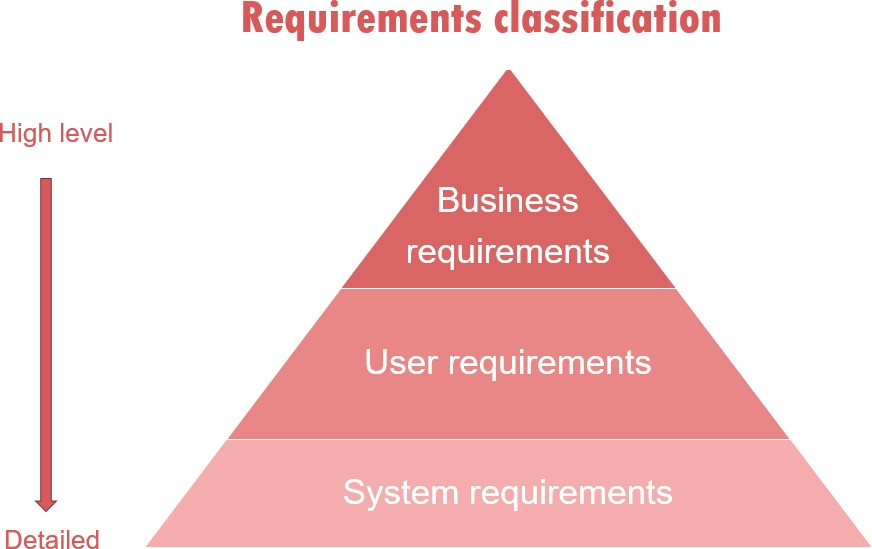 Requirements classification
High level
Business
requirements
User requirements
System requirements
Detailed